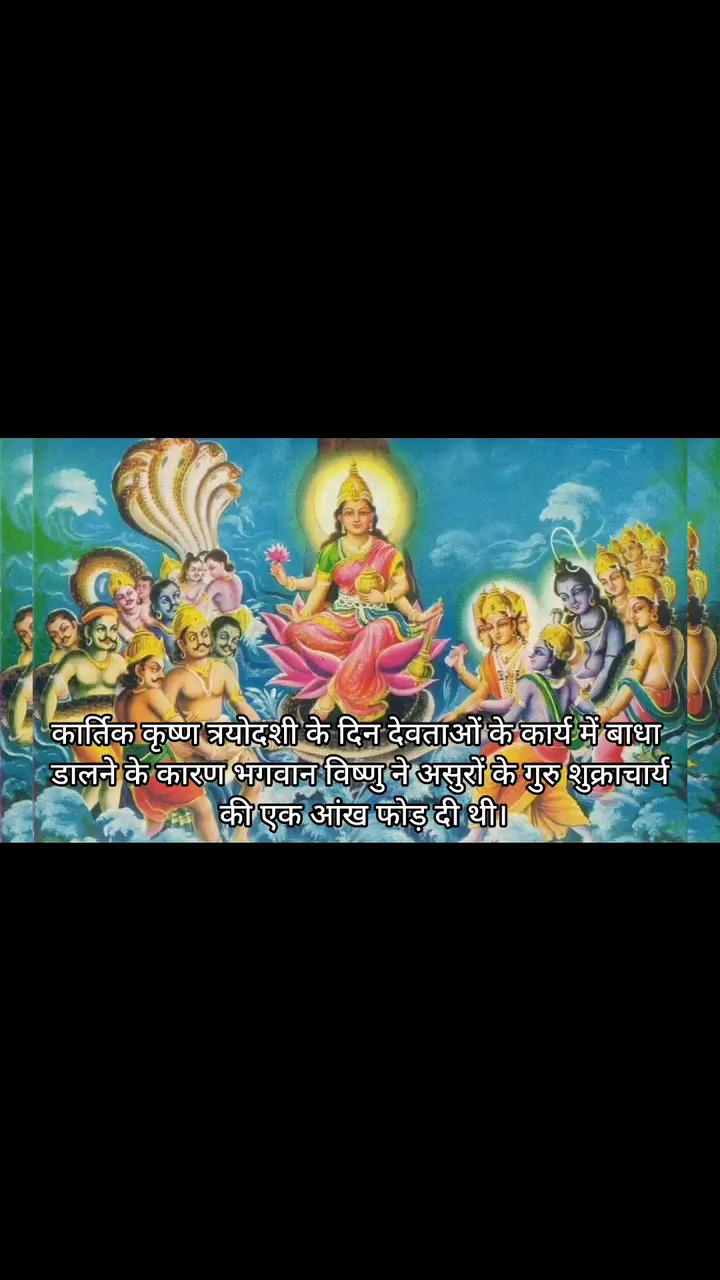 कार्तिक कृष्ण त्रयोदशी के दिन देवताओं के कार्य में बाधा
डालने के कारण भगवान विष्णु ने असुरों के गुरु शुक्राचार्य
की एक आंख फोड़ दी थी।